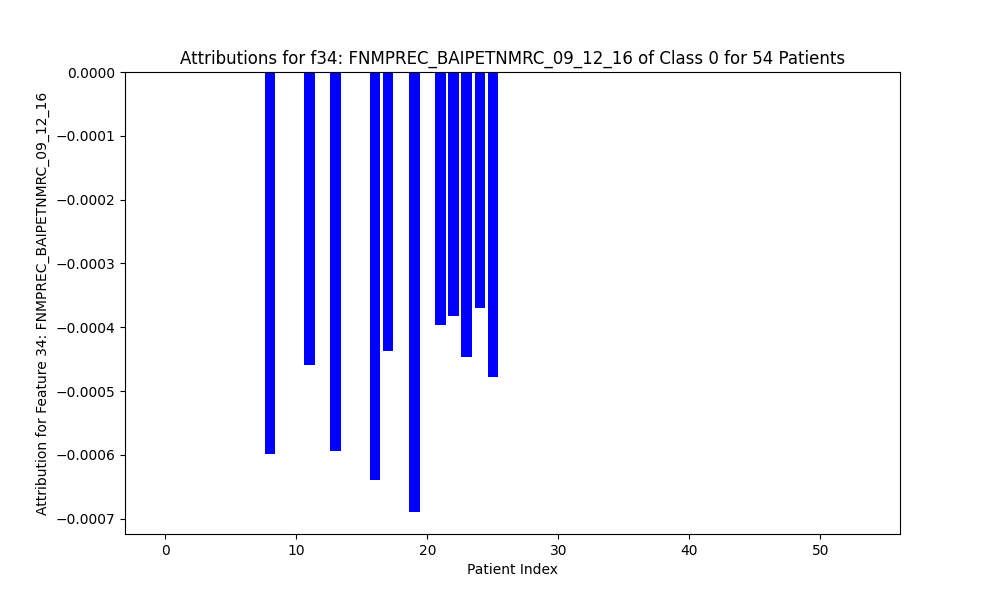 Attributions for f34: FNMPREC_BAIPETNMRC_09_12_16 of Class 0 for 54 Patients
Attribution for Feature 34: FNMPREC_BAIPETNMRC_09_12_16
0.0000
−0.0001
−0.0002
−0.0003
−0.0004
−0.0005
−0.0006
−0.0007
0 10 20 30 40 50
Patient Index